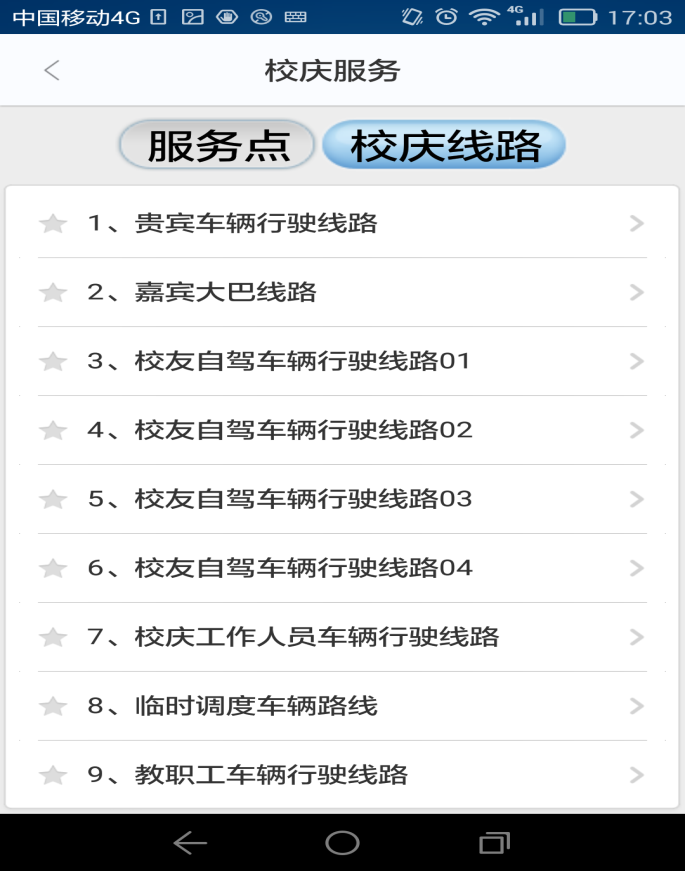 中国移动4G 4G 17:03
校庆服务
服务点 校庆线路
1、贵宾车辆行驶线路
2、嘉宾大巴线路
3、校友自驾车辆行驶线路01
4、校友自驾车辆行驶线路02
5、校友自驾车辆行驶线路03
6、校友自驾车辆行驶线路04
7、校庆工作人员车辆行驶线路
8、临时调度车辆路线
9、教职工车辆行驶线路